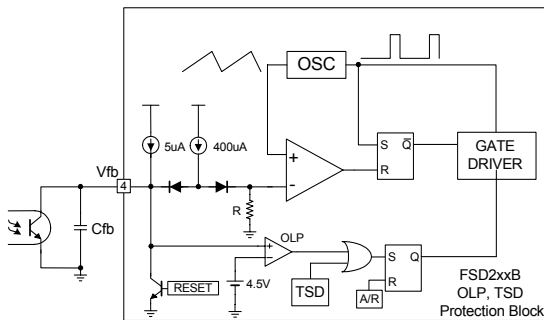 OSC
5uA
400uA
Vfb
4
+
-
S
Q
R
GATE
DRIVER
R
Cfb
OLP
+
-
RESET
4.5V
TSD
S
Q
R
A/R
FSD2xxB
OLP, TSD
Protection Block